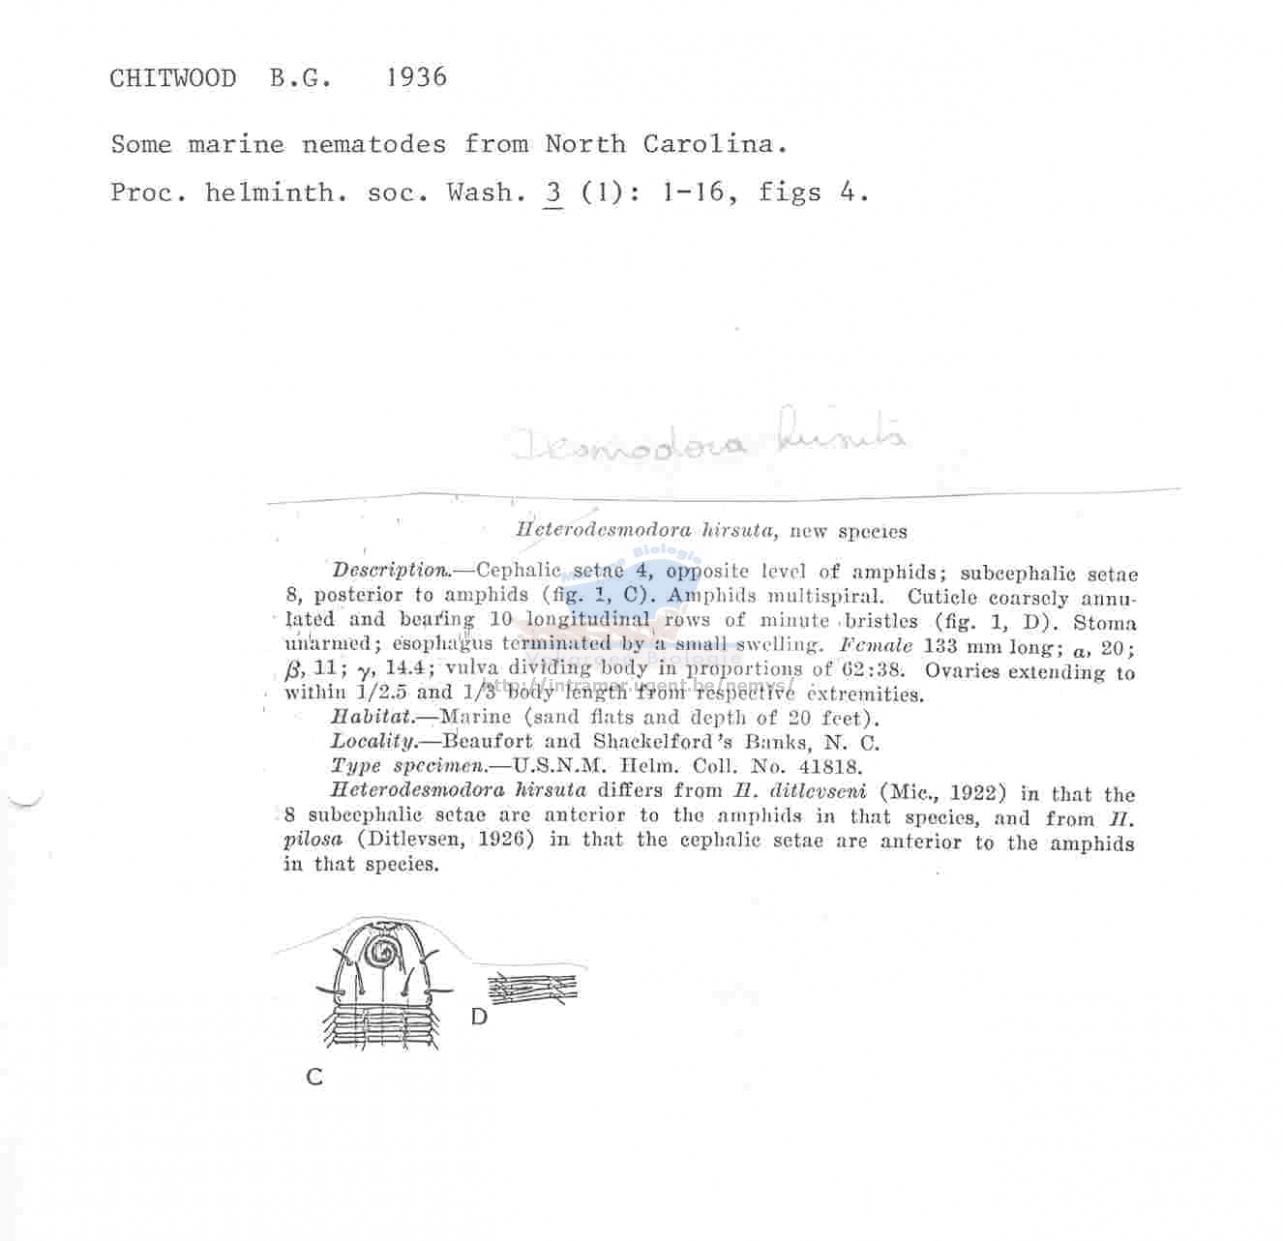 CHITWOOD B.G. 1936
Some marine nematodes from North Carolina.
Proc. helminth. soc. Wash. 3 (1): 1-16, figs 4.
Desmodora hirsuta
Heterodesmodora hirsuta, new species
Description.—Cephalic setae 4, opposite level of amphids; subcephalic setae
8, posterior to amphids (fig. 1, C). Amphids multispiral. Cuticle coarsely annu-
lated and bearing 10 longitudinal rows of minute bristles (fig. 1, D). Stoma
unarmed; esophagus terminated by a small swelling. Female 133 mm long; α, 20;
β, 11; γ, 14.4; vulva dividing body in proportions of 62:38. Ovaries extending to
within 1/2.5 and 1/3 body length from respective extremities.
Habitat.—Marine (sand flats and depth of 20 feet).
Locality.—Beaufort and Shackelford's Banks, N. C.
Type specimen.—U.S.N.M. Helm. Coll. No. 41818.
Heterodesmodora hirsuta differs from H. ditlevseni (Mic., 1922) in that the
8 subcephalic setae are anterior to the amphids in that species, and from H.
pilosa (Ditlevsen, 1926) in that the cephalic setae are anterior to the amphids
in that species.
D
C
Biologie
http://intramar.ugent.be/nemys/